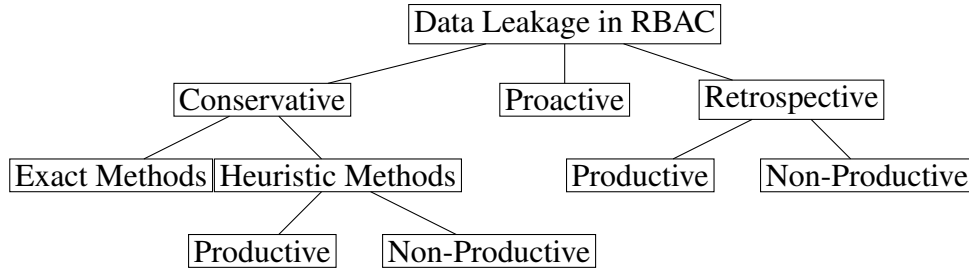 Data Leakage in RBAC
Conservative
Proactive
Retrospective
Exact Methods
Heuristic Methods
Productive
Non-Productive
Productive
Non-Productive